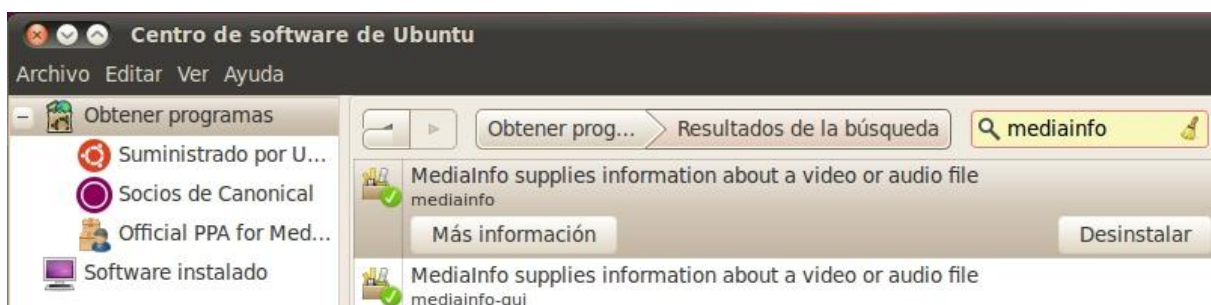 Centro de software de Ubuntu
Archivo Editar Ver Ayuda
Obtener programas
Suministrado por U...
Socios de Canonical
Official PPA for Med...
Software instalado
Obtener prog... Resultados de la búsqueda mediainfo
MediaInfo supplies information about a video or audio file
mediainfo
Más información Desinstalar
MediaInfo supplies information about a video or audio file
mediainfo-gui